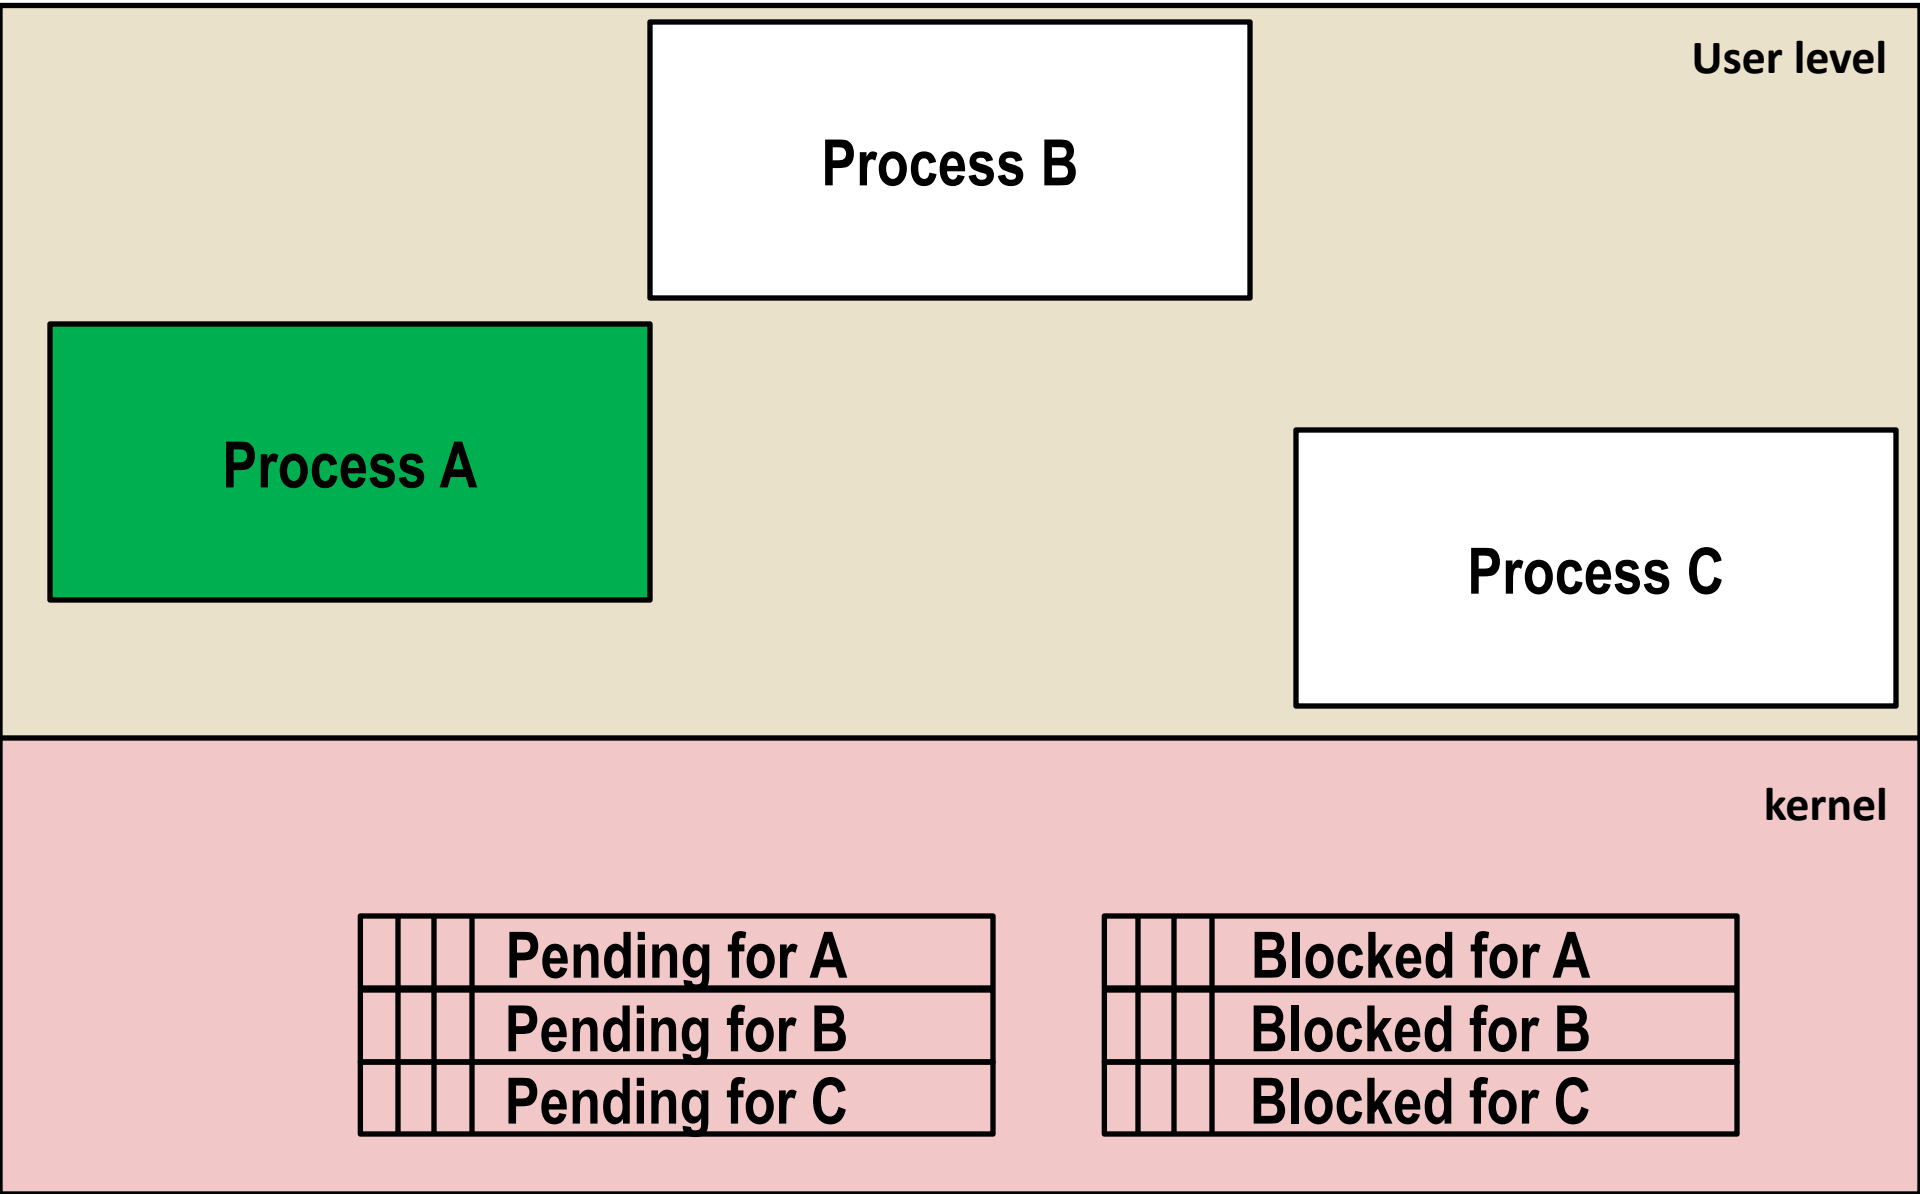 User level
Process B
Process A
Process C
kernel
Pending for A
Blocked for A
Pending for B
Blocked for B
Pending for C
Blocked for C